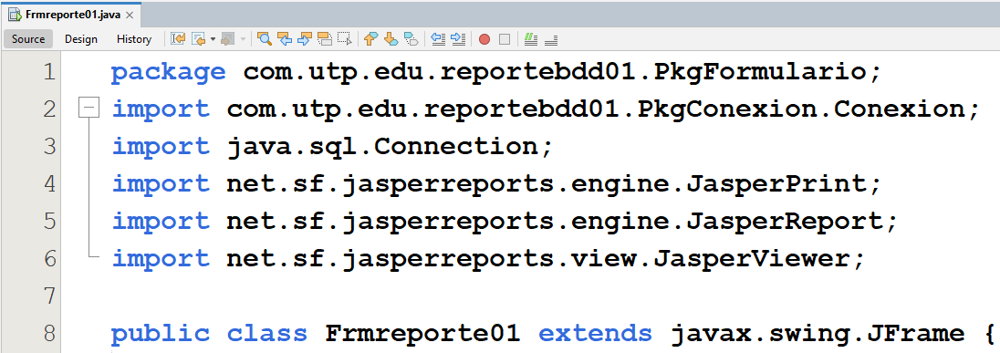 Frmreporte01.java
Source Design History
1 package com.utp.edu.reportebdd01.PkgFormulario;
2 import com.utp.edu.reportebdd01.PkgConexion.Conexion;
3 import java.sql.Connection;
4 import net.sf.jasperreports.engine.JasperPrint;
5 import net.sf.jasperreports.engine.JasperReport;
6 import net.sf.jasperreports.view.JasperViewer;
7
8 public class Frmreporte01 extends javax.swing.JFrame {